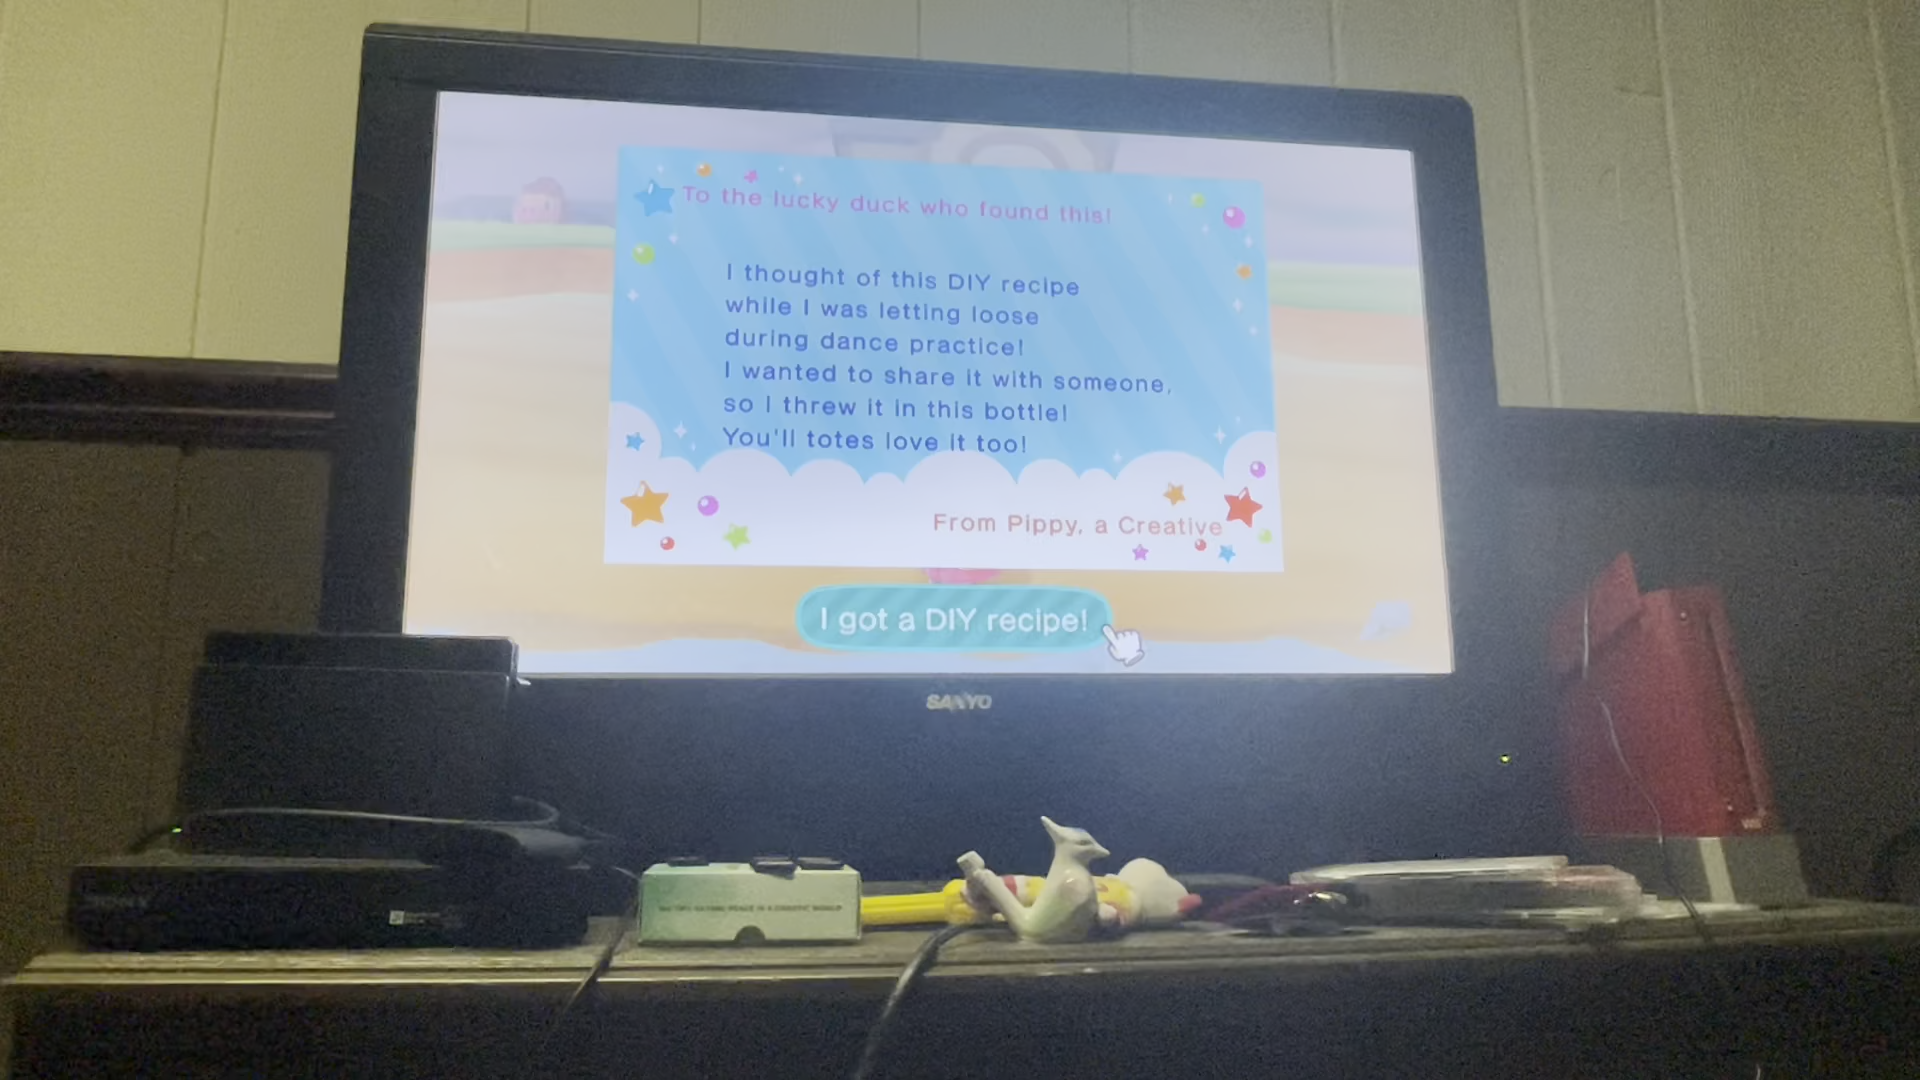 To the lucky duck who found this!
I thought of this DIY recipe
while I was letting loose
during dance practice!
I wanted to share it with someone,
so I threw it in this bottle!
You'll totes love it too!
From Pippy, a Creative
I got a DIY recipe!
SANYO
SONY